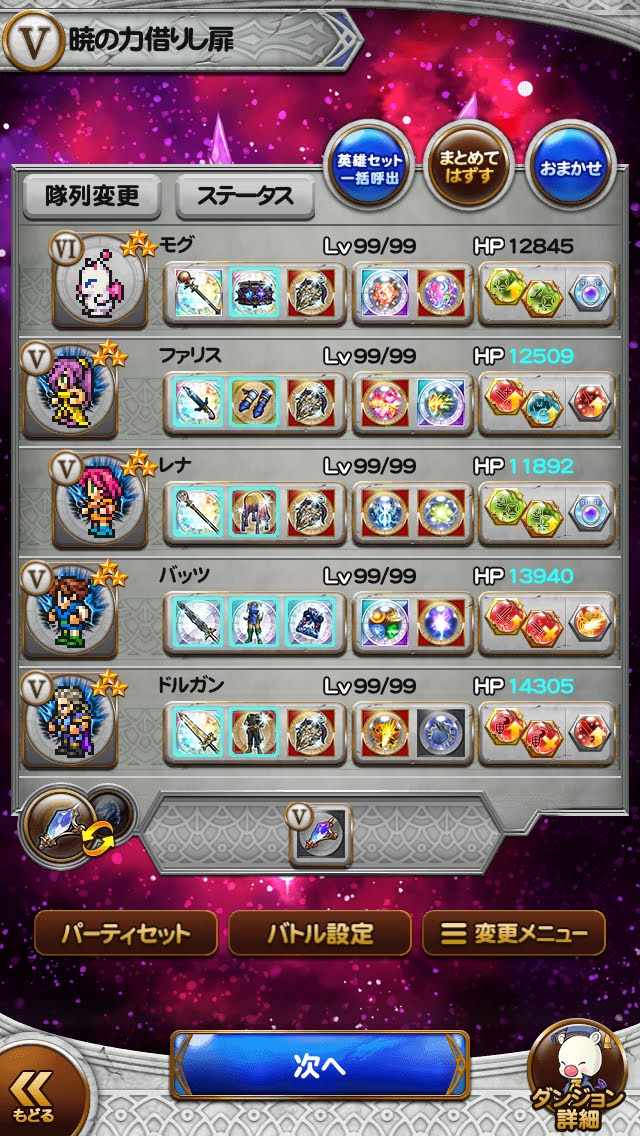 V 暁の力借りし扉
隊列変更
ステータス
英雄セット
一括呼出
まとめて
はずす
おまかせ
VI モグ Lv99/99 HP12845
V ファリス Lv99/99 HP12509
V レナ Lv99/99 HP11892
V バッツ Lv99/99 HP13940
V ドルガン Lv99/99 HP14305
V
パーティセット
バトル設定
変更メニュー
次へ
もどる
ダンジョン
詳細